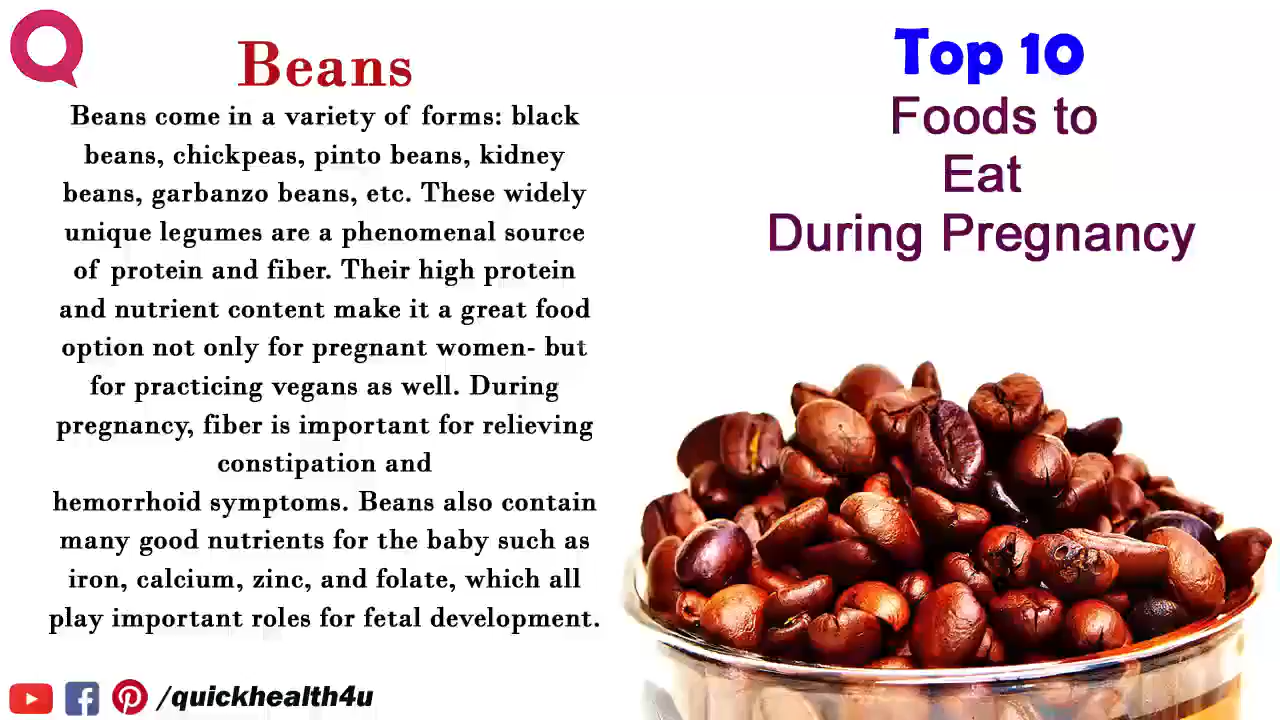 Beans
Beans come in a variety of forms: black
beans, chickpeas, pinto beans, kidney
beans, garbanzo beans, etc. These widely
unique legumes are a phenomenal source
of protein and fiber. Their high protein
and nutrient content make it a great food
option not only for pregnant women- but
for practicing vegans as well. During
pregnancy, fiber is important for relieving
constipation and
hemorrhoid symptoms. Beans also contain
many good nutrients for the baby such as
iron, calcium, zinc, and folate, which all
play important roles for fetal development.
/quickhealth4u
Top 10
Foods to
Eat
During Pregnancy